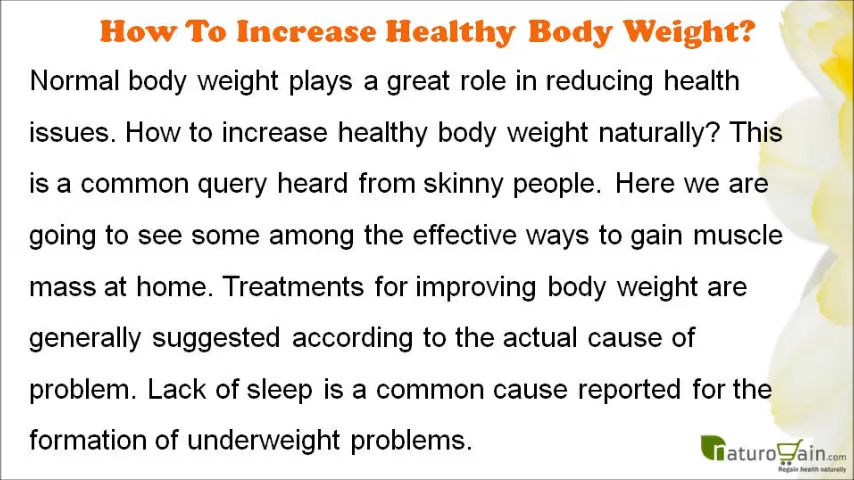 How To Increase Healthy Body Weight?
Normal body weight plays a great role in reducing health
issues. How to increase healthy body weight naturally? This
is a common query heard from skinny people. Here we are
going to see some among the effective ways to gain muscle
mass at home. Treatments for improving body weight are
generally suggested according to the actual cause of
problem. Lack of sleep is a common cause reported for the
formation of underweight problems.
naturogain.com
Regain health naturally